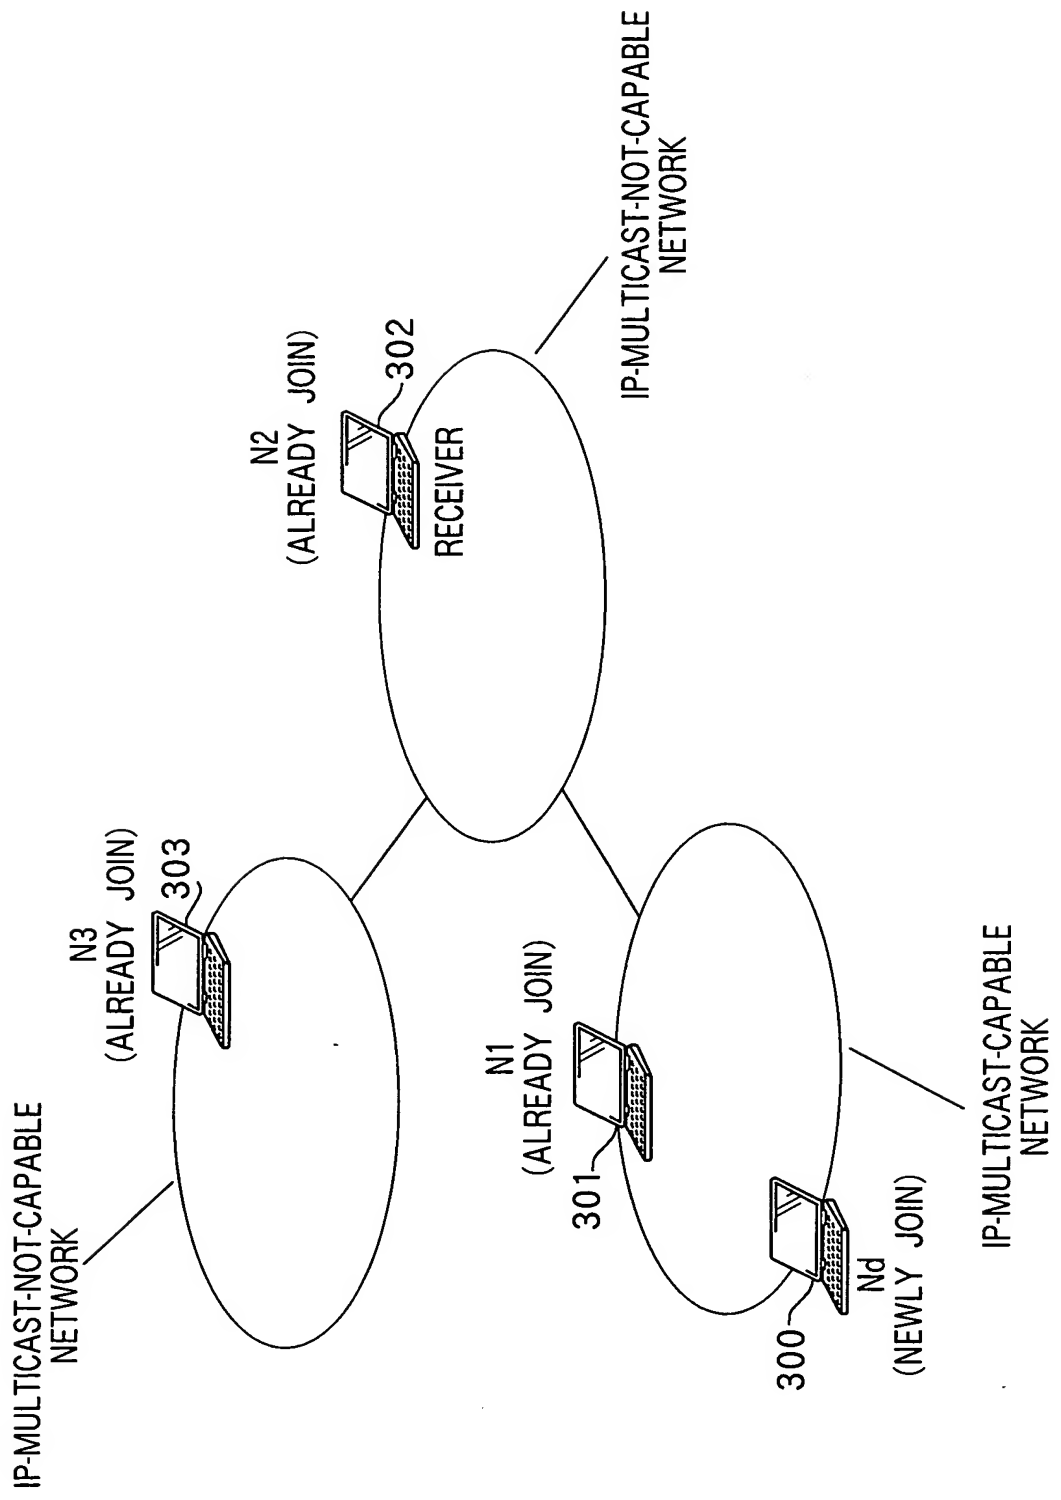 IP-MULTICAST-NOT-CAPABLE
NETWORK
N3
(ALREADY JOIN)
303
N2
(ALREADY JOIN)
302
RECEIVER
IP-MULTICAST-NOT-CAPABLE
NETWORK
N1
(ALREADY JOIN)
301
300
Nd
(NEWLY JOIN)
IP-MULTICAST-CAPABLE
NETWORK